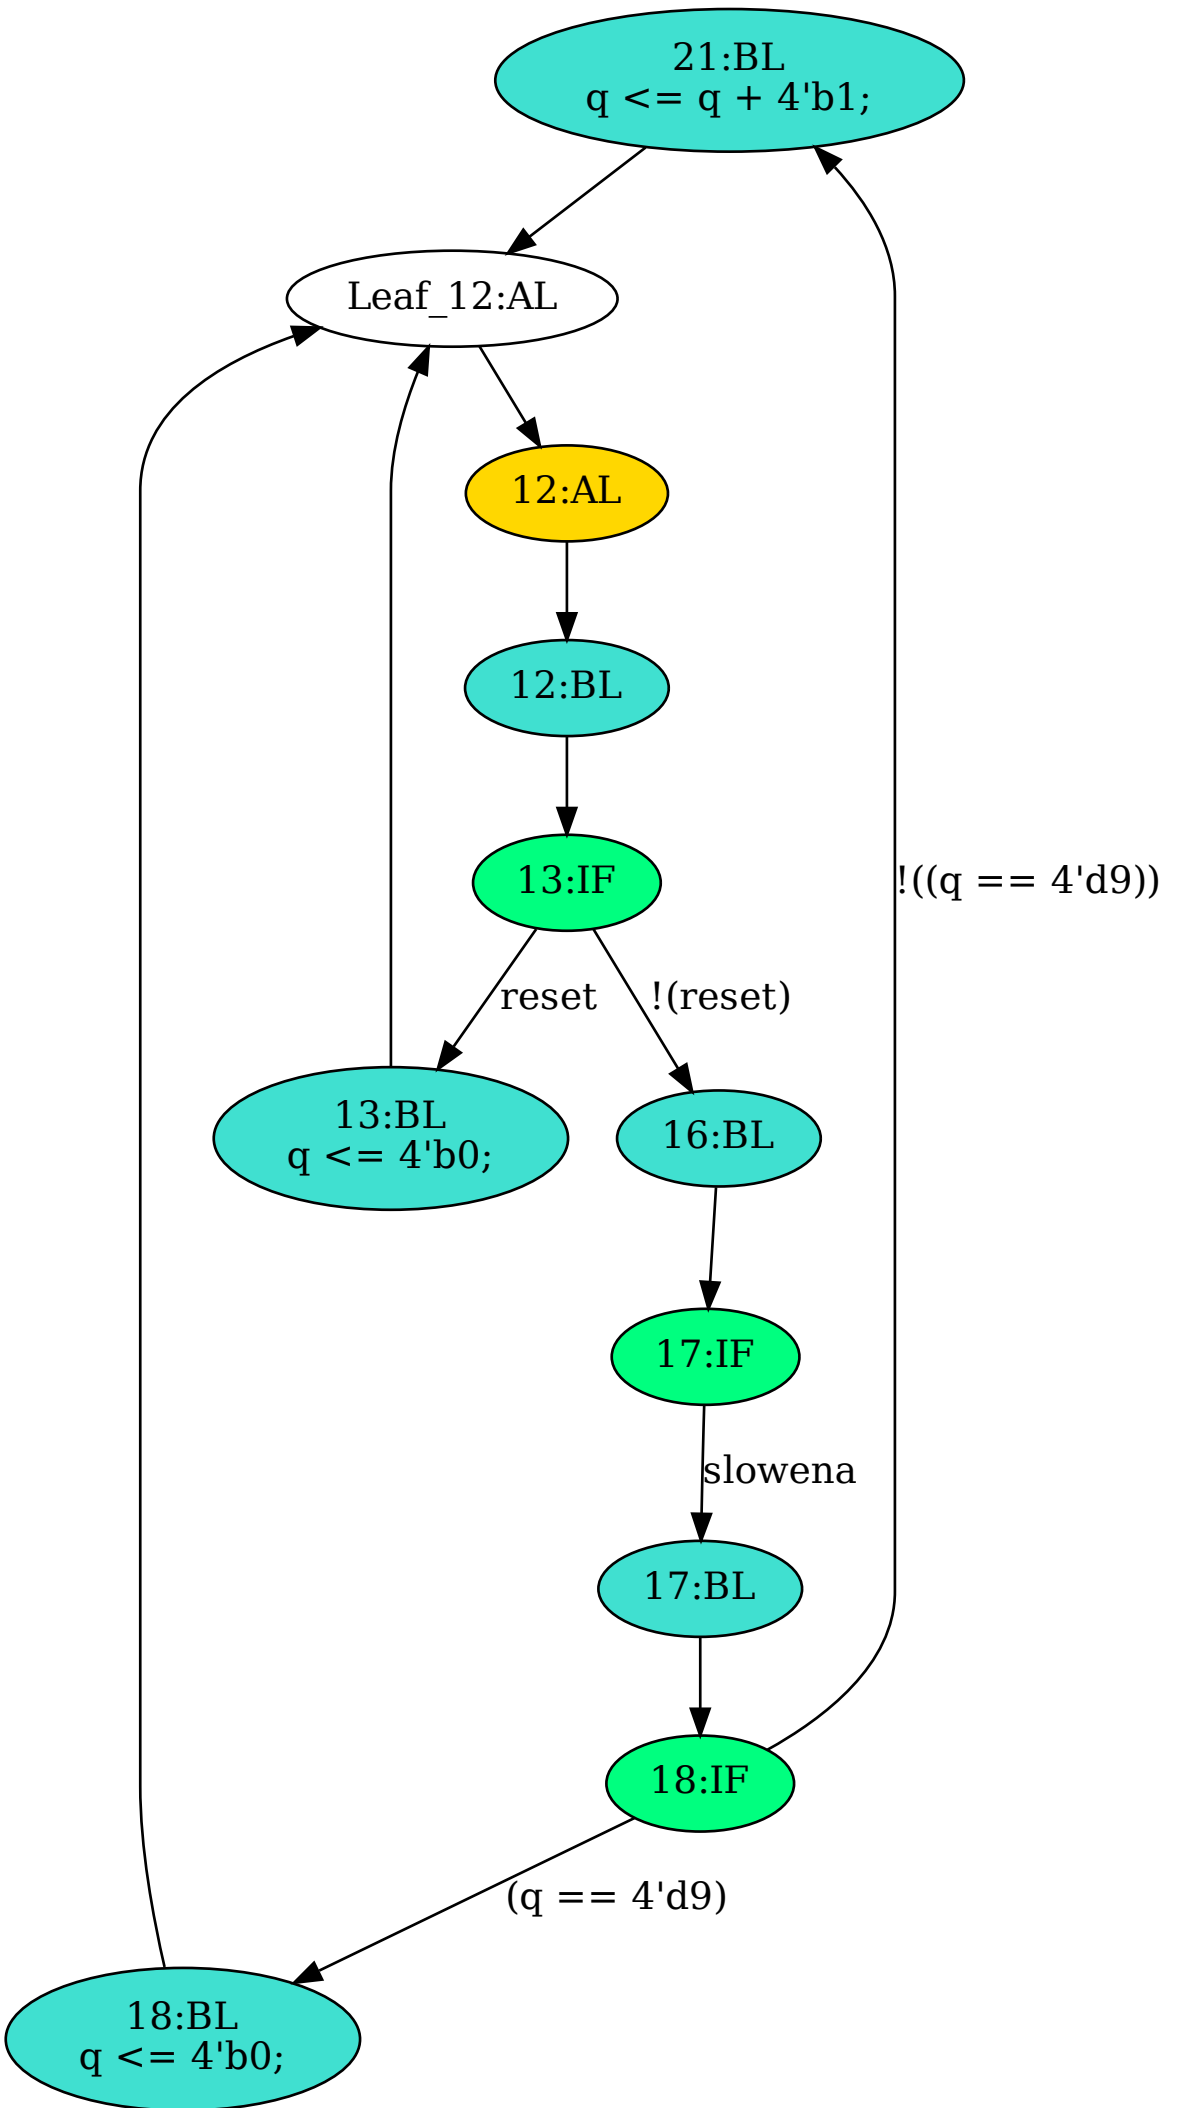 21:BL
q <= q + 4'b1;
Leaf_12:AL
12:AL
12:BL
13:IF
!((q == 4'd9))
reset
!(reset)
13:BL
q <= 4'b0;
16:BL
17:IF
slowena
17:BL
18:IF
(q == 4'd9)
18:BL
q <= 4'b0;